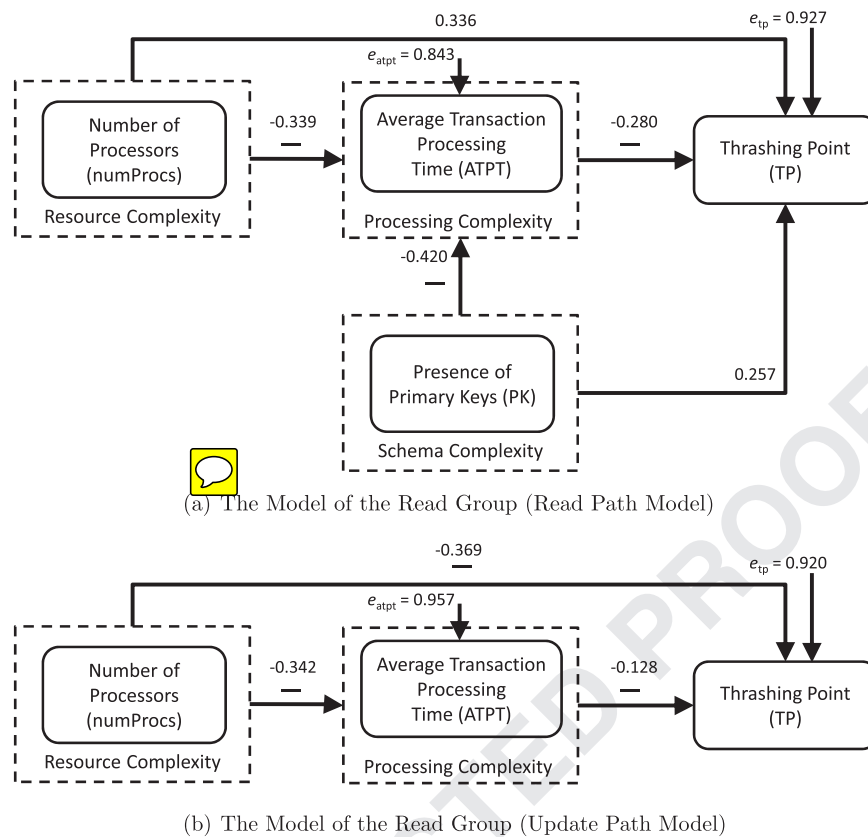 0.336
e_tp = 0.927
e_atpt = 0.843
Number of
Processors
(numProcs)
Resource Complexity
-0.339
Average Transaction
Processing
Time (ATPT)
Processing Complexity
-0.280
Thrashing Point
(TP)
-0.420
Presence of
Primary Keys (PK)
Schema Complexity
0.257
(a) The Model of the Read Group (Read Path Model)
-0.369
e_tp = 0.920
e_atpt = 0.957
Number of
Processors
(numProcs)
Resource Complexity
-0.342
Average Transaction
Processing
Time (ATPT)
Processing Complexity
-0.128
Thrashing Point
(TP)
(b) The Model of the Read Group (Update Path Model)